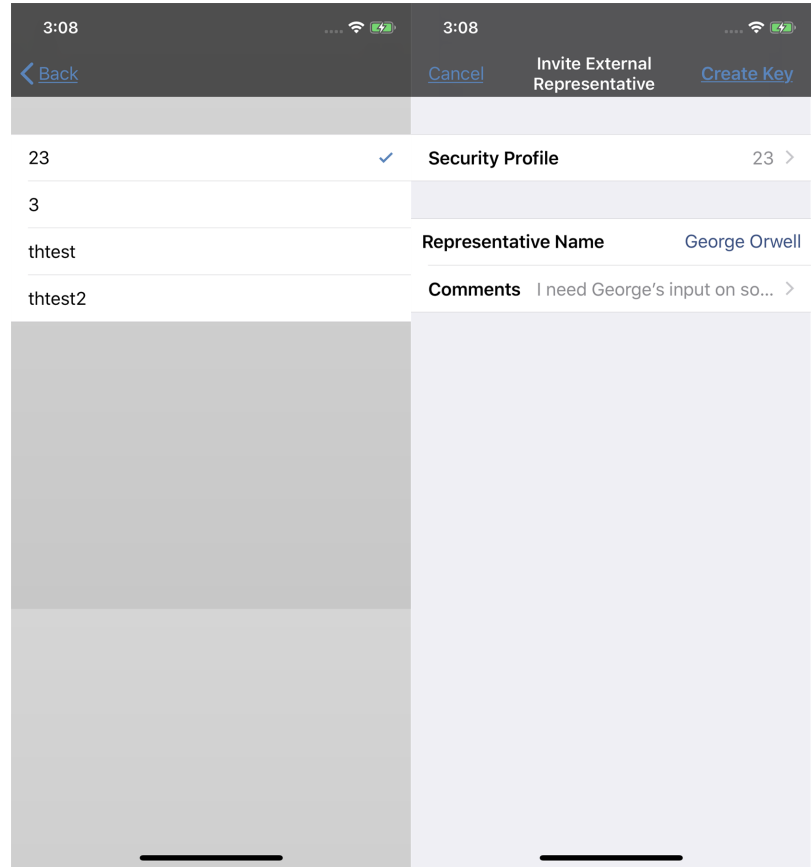 3:08
Back
23
3
thtest
thtest2
3:08
Cancel
Invite External
Representative
Create Key
Security Profile 23
Representative Name George Orwell
Comments I need George’s input on so...